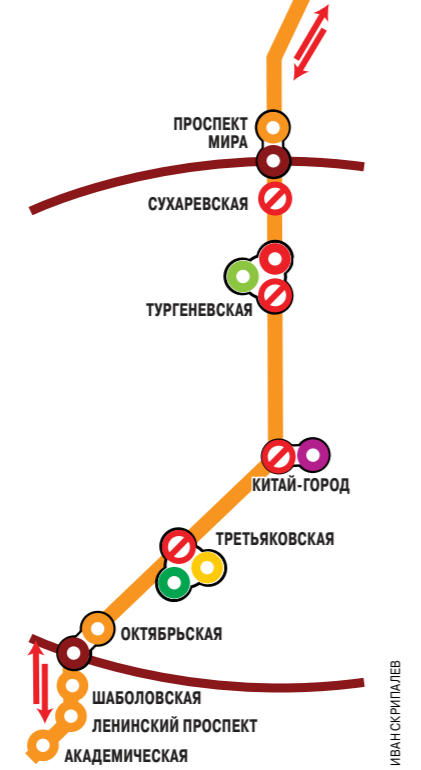 ПРОСПЕКТ
МИРА
СУХАРЕВСКАЯ
ТУРГЕНЕВСКАЯ
КИТАЙ-ГОРОД
ТРЕТЬЯКОВСКАЯ
ОКТЯБРЬСКАЯ
ШАБОЛОВСКАЯ
ЛЕНИНСКИЙ ПРОСПЕКТ
АКАДЕМИЧЕСКАЯ
ИВАН СКРИПАЛЕВ